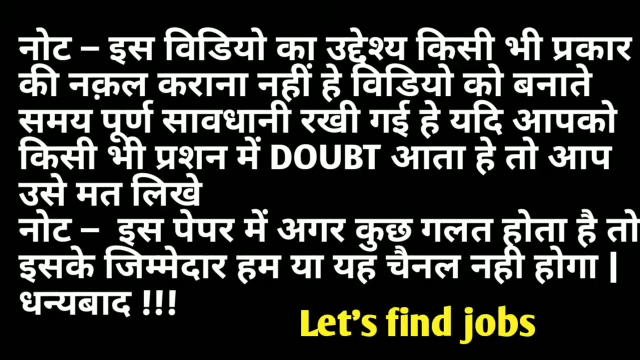 नोट – इस विडियो का उद्देश्य किसी भी प्रकार
की नक़ल कराना नहीं हे विडियो को बनाते
समय पूर्ण सावधानी रखी गई हे यदि आपको
किसी भी प्रशन में DOUBT आता हे तो आप
उसे मत लिखे
नोट – इस पेपर में अगर कुछ गलत होता है तो
इसके जिम्मेदार हम या यह चैनल नही होगा |
धन्यबाद !!!
Let's find jobs